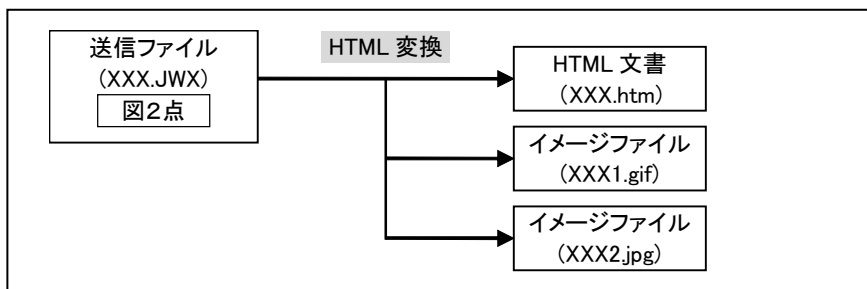 送信ファイル
(XXX.JWX)
図2点
HTML 変換
HTML 文書
(XXX.htm)
イメージファイル
(XXX1.gif)
イメージファイル
(XXX2.jpg)